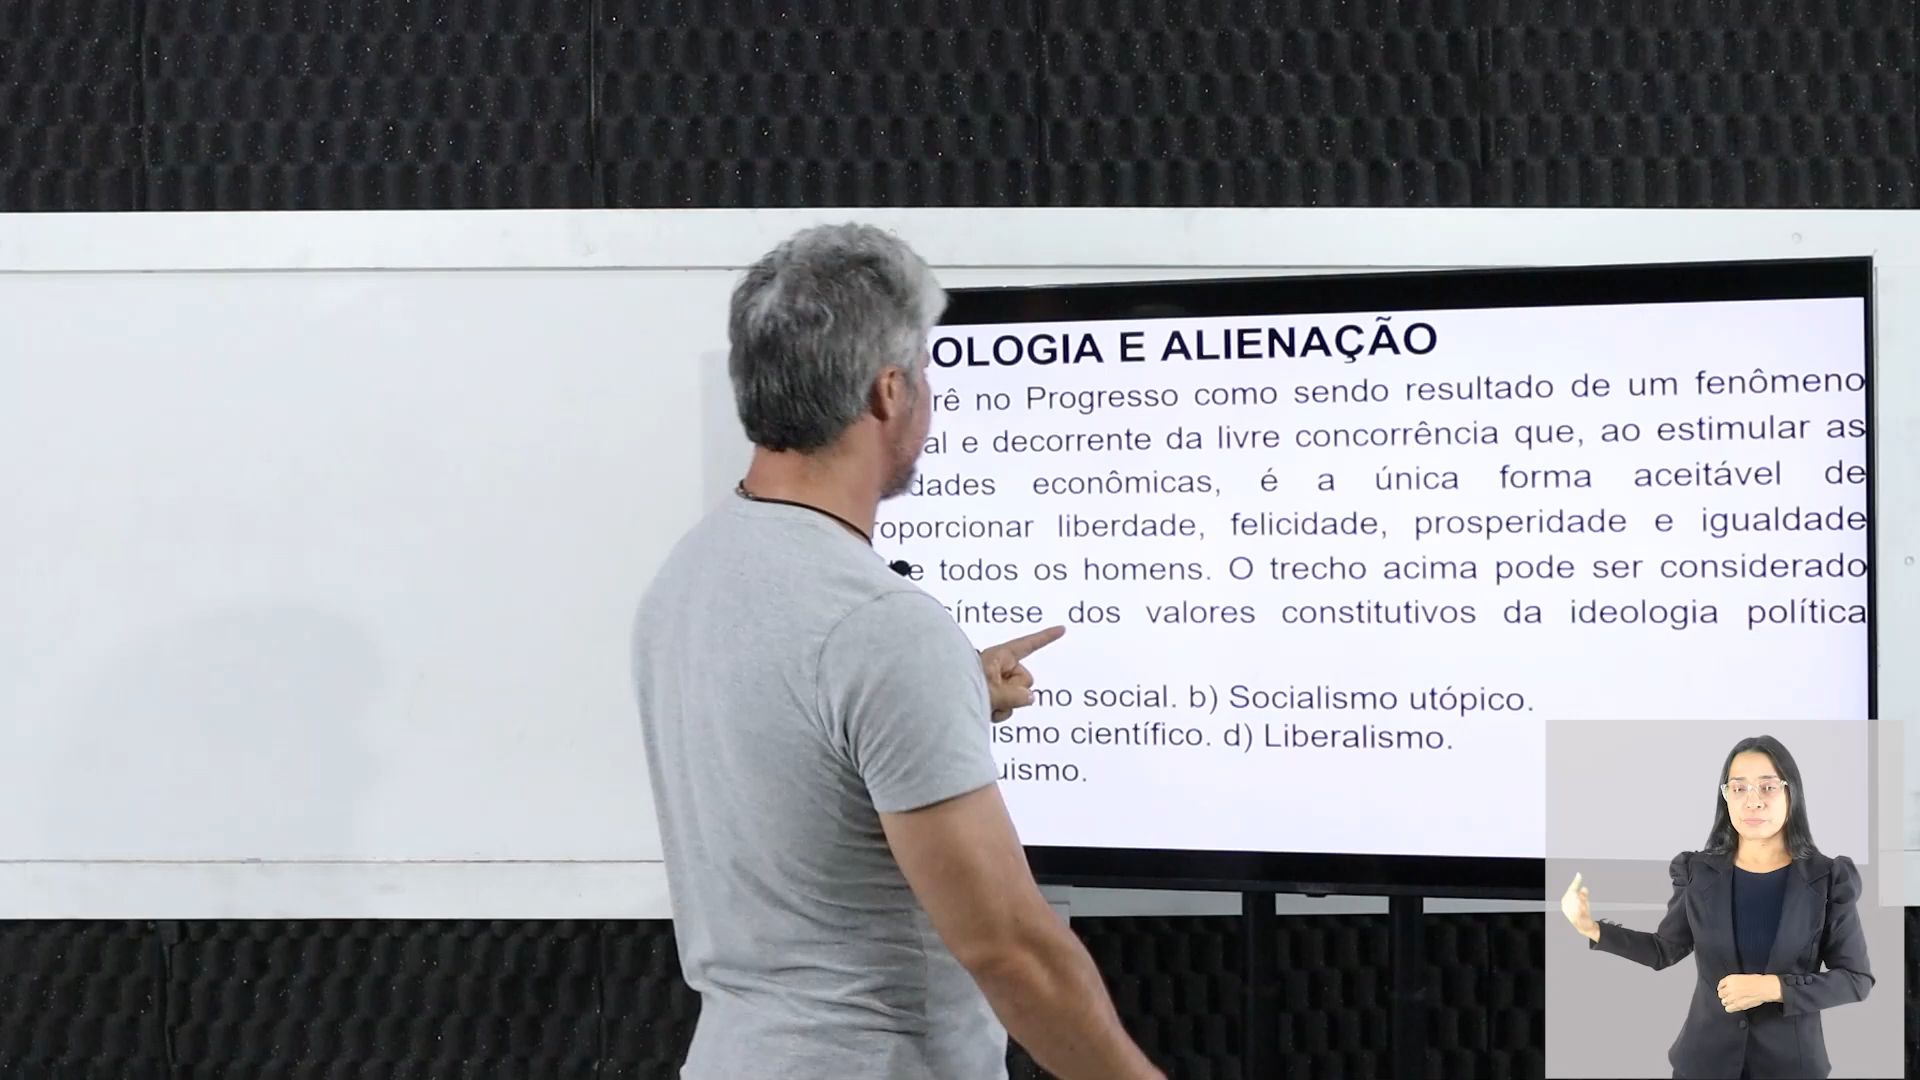 OLOGIA E ALIENAÇÃO
rê no Progresso como sendo resultado de um fenômeno
al e decorrente da livre concorrência que, ao estimular as
dades econômicas, é a única forma aceitável de
roporcionar liberdade, felicidade, prosperidade e igualdade
e todos os homens. O trecho acima pode ser considerado
síntese dos valores constitutivos da ideologia política
mo social. b) Socialismo utópico.
ismo científico. d) Liberalismo.
uismo.